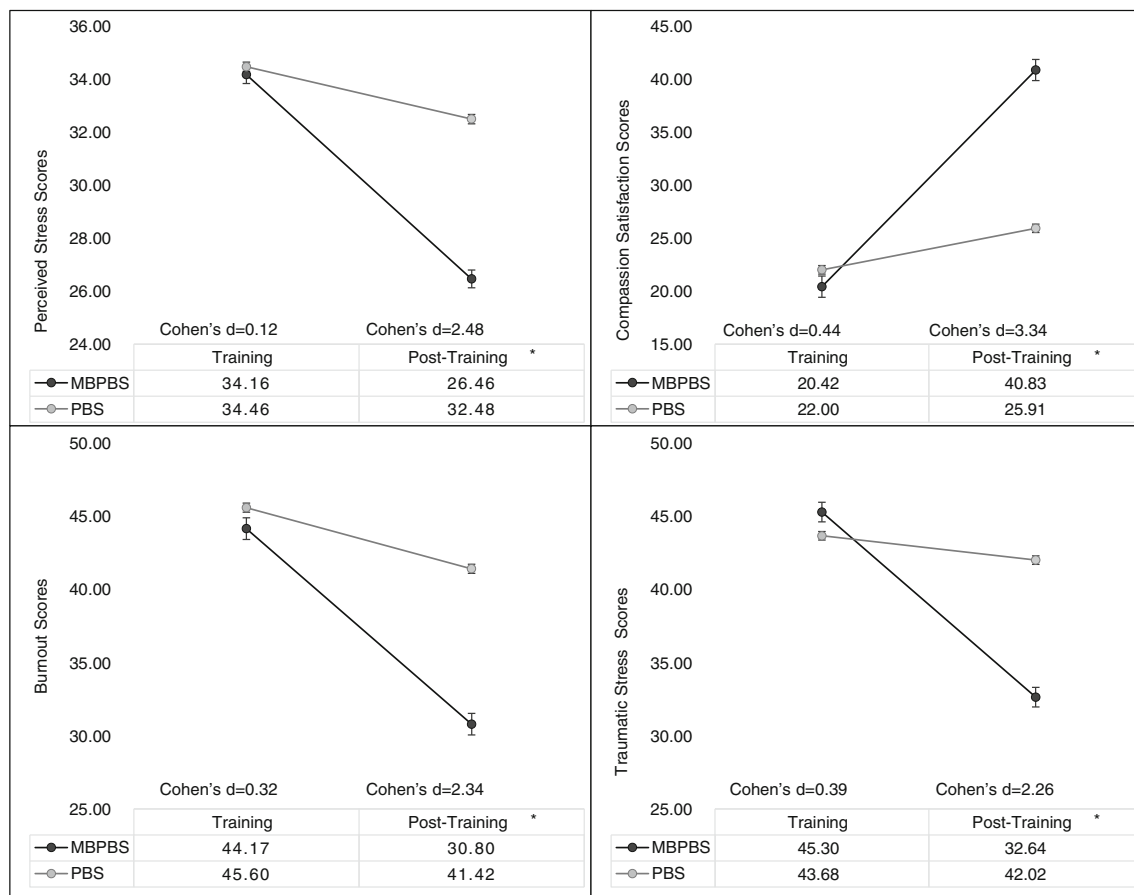 36.00
34.00
32.00
30.00
28.00
26.00
24.00
Perceived Stress Scores
Cohen's d=0.12 Cohen's d=2.48
Training Post-Training *
MBPBS 34.16 26.46
PBS 34.46 32.48
45.00
40.00
35.00
30.00
25.00
20.00
15.00
Compassion Satisfaction Scores
Cohen's d=0.44 Cohen's d=3.34
Training Post-Training *
MBPBS 20.42 40.83
PBS 22.00 25.91
50.00
45.00
40.00
35.00
30.00
25.00
Burnout Scores
Cohen's d=0.32 Cohen's d=2.34
Training Post-Training *
MBPBS 44.17 30.80
PBS 45.60 41.42
50.00
45.00
40.00
35.00
30.00
25.00
Traumatic Stress Scores
Cohen's d=0.39 Cohen's d=2.26
Training Post-Training *
MBPBS 45.30 32.64
PBS 43.68 42.02